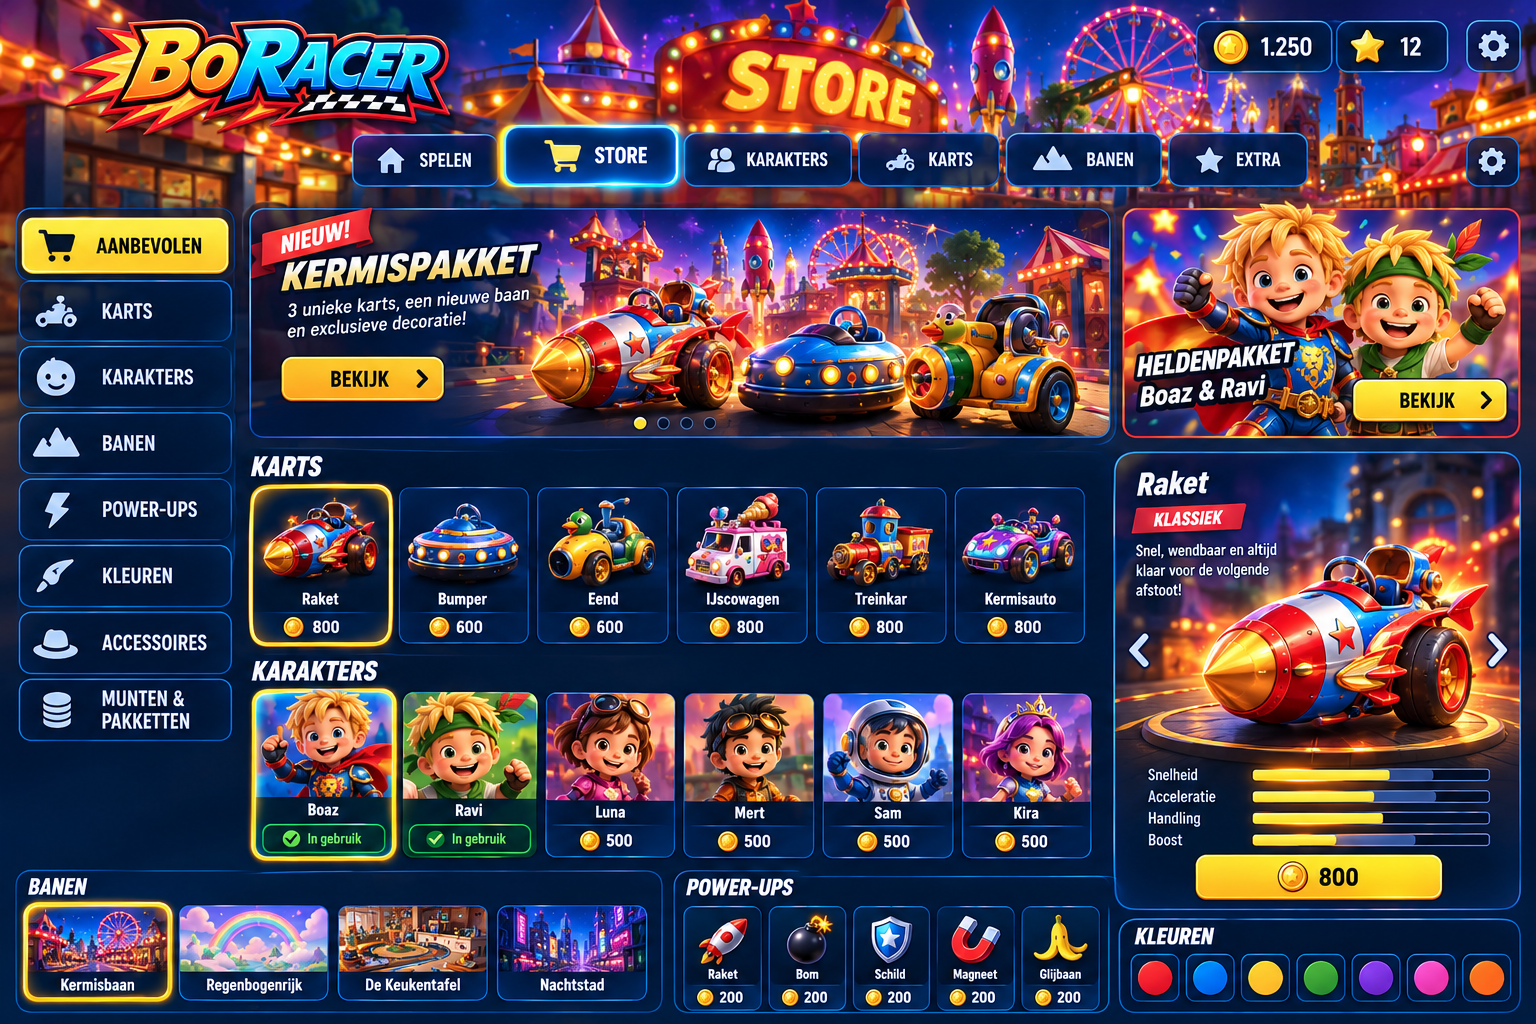 BORACER
STORE
1.250
12
SPELEN
STORE
KARAKTERS
KARTS
BANEN
EXTRA
AANBEVOLEN
KARTS
KARAKTERS
BANEN
POWER-UPS
KLEUREN
ACCESSOIRES
MUNTEN &
PAKKETTEN
NIEUW!
KERMISPAKKET
3 unieke karts, een nieuwe baan
en exclusieve decoratie!
BEKIJK
HELDENPAKKET
Boaz & Ravi
BEKIJK
KARTS
Raket
800
Bumper
600
Eend
600
IJscowagen
800
Treinkar
800
Kermisauto
800
KARAKTERS
Boaz
In gebruik
Ravi
In gebruik
Luna
500
Mert
500
Sam
500
Kira
500
Raket
KLASSIEK
Snel, wendbaar en altijd
klaar voor de volgende
afstoot!
Snelheid
Acceleratie
Handling
Boost
800
BANEN
Kermisbaan
Regenbogenrijk
De Keukentafel
Nachtstad
POWER-UPS
Raket
200
Bom
200
Schild
200
Magneet
200
Glijbaan
200
KLEUREN